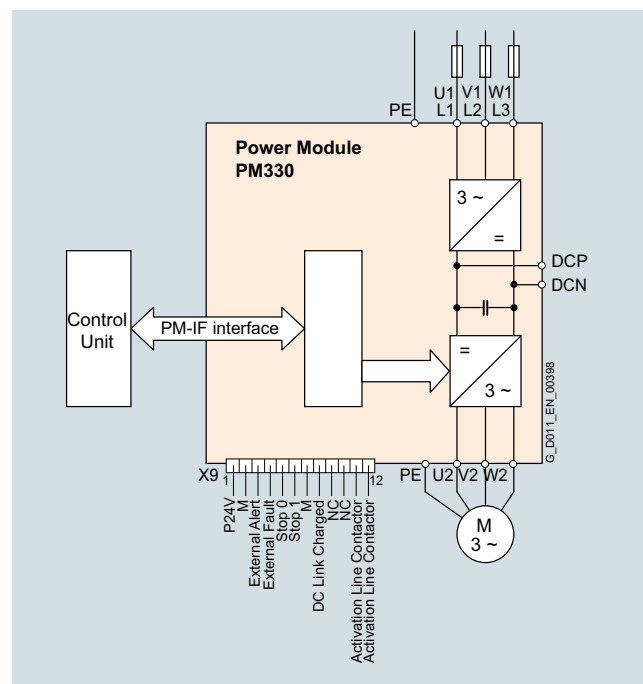 U1 V1 W1
PE L1 L2 L3
Power Module
PM330
3 ~
=
DCP
DCN
Control
Unit
PM-IF interface
=
3 ~
G_D011_EN_00398
X9 1 12
PE U2 V2 W2
P24V
M
External Alert
External Fault
Stop 0
Stop 1
M
DC Link Charged
NC
NC
Activation Line Contactor
Activation Line Contactor
M
3 ~